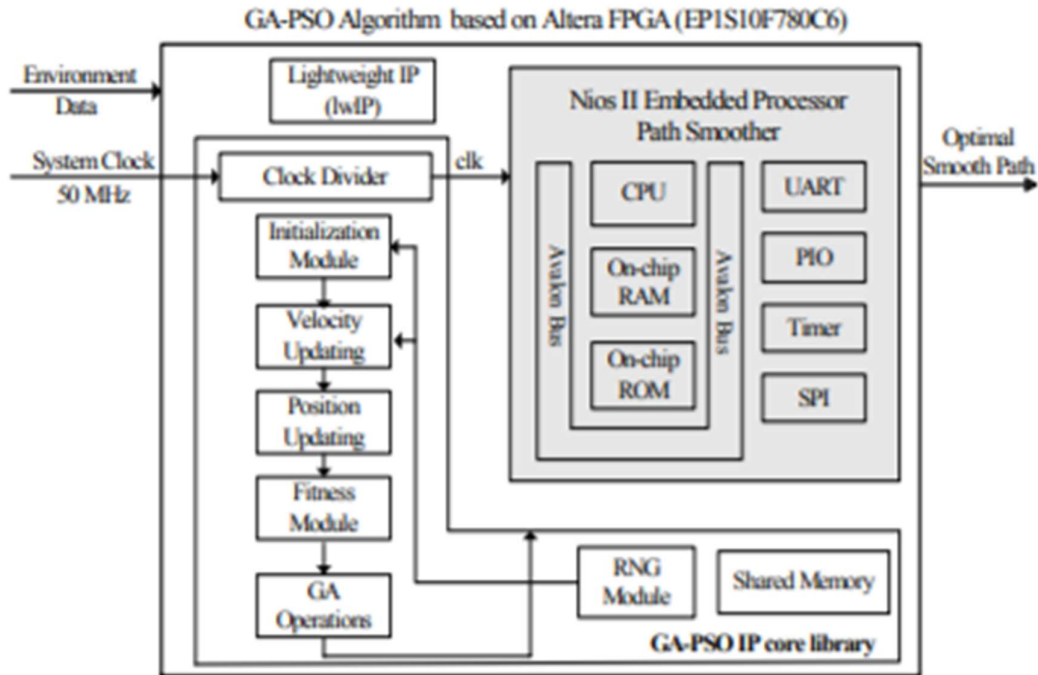 GA-PSO Algorithm based on Altera FPGA (EP1S10F780C6)
Environment
Data
System Clock
50 MHz
Lightweight IP
(lwIP)
Clock Divider
clk
Initialization
Module
Velocity
Updating
Position
Updating
Fitness
Module
GA
Operations
Nios II Embedded Processor
Path Smoother
Avalon Bus
CPU
On-chip
RAM
On-chip
ROM
Avalon Bus
UART
PIO
Timer
SPI
Optimal
Smooth Path
RNG
Module
Shared Memory
GA-PSO IP core library